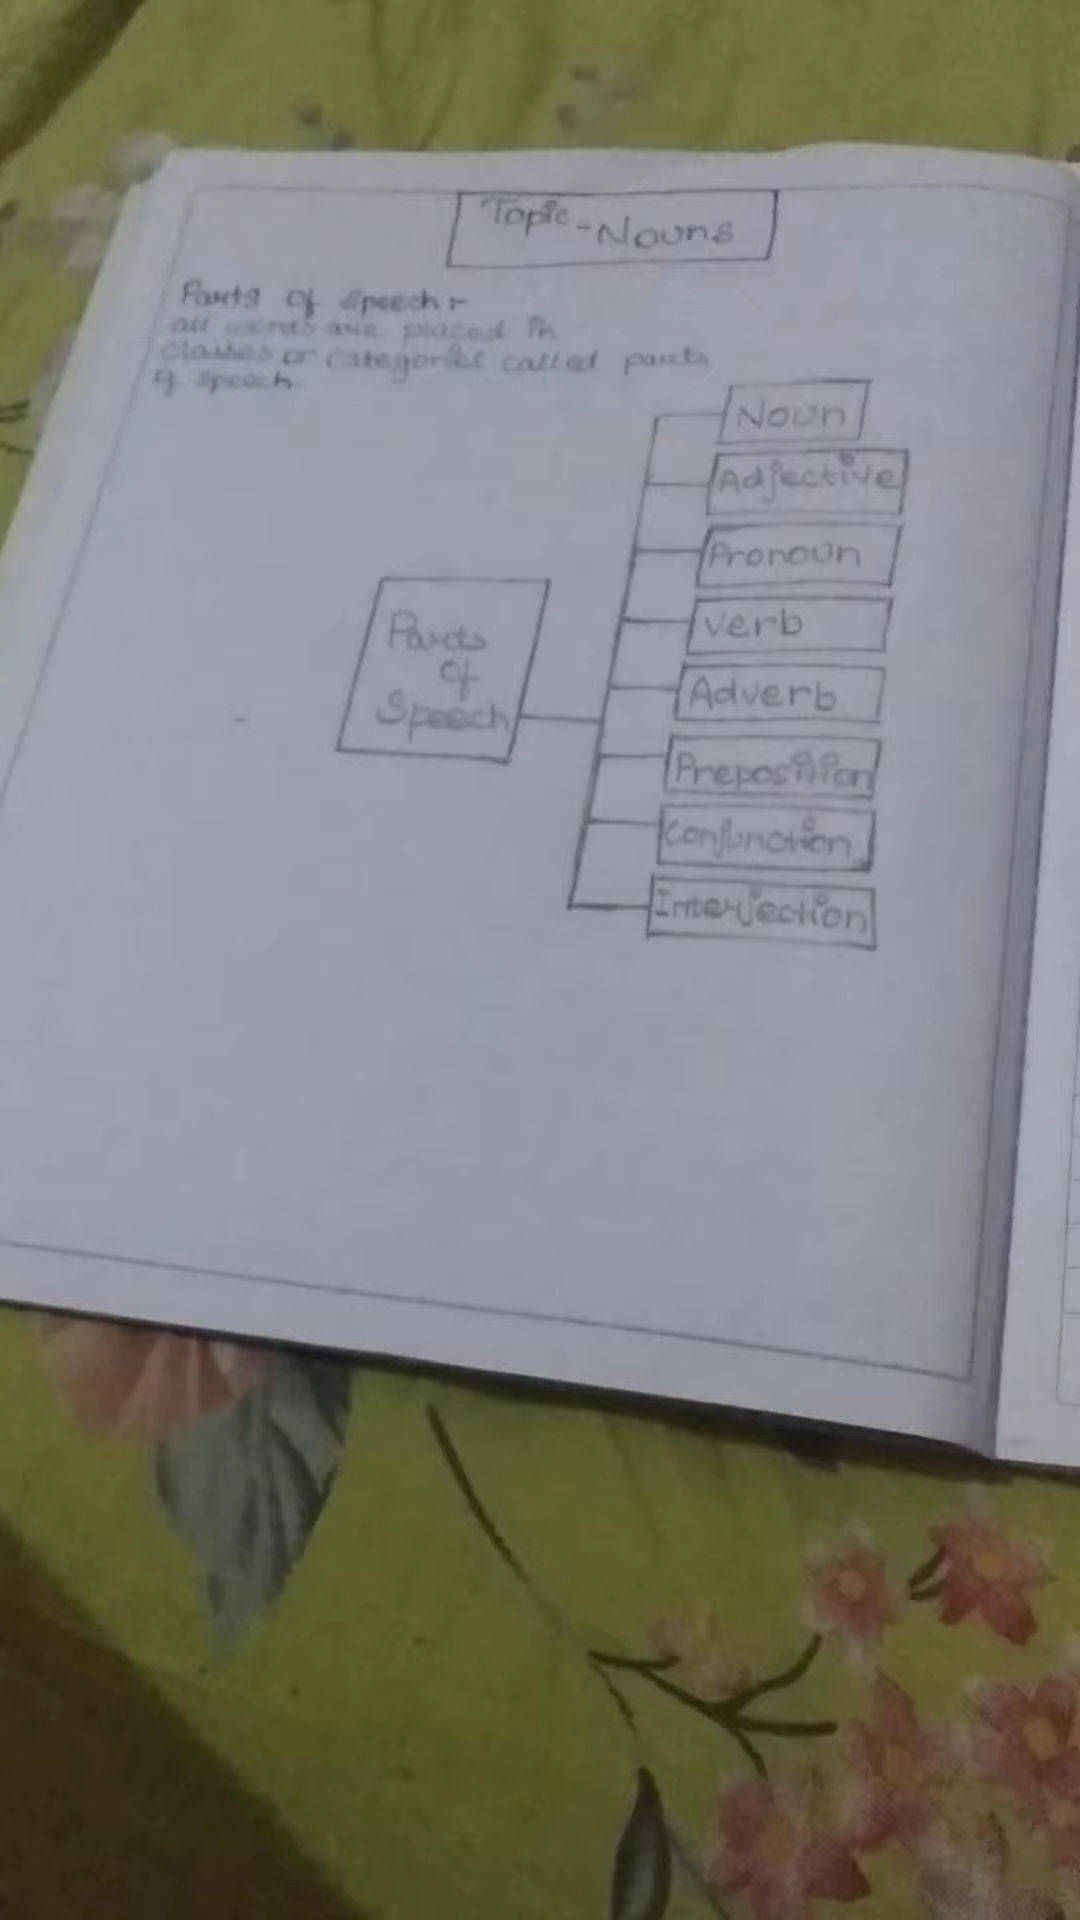 Topic - Nouns
Parts of Speech :-
all words are placed in
classes or categories called parts
of speech.
Noun
Adjective
Pronoun
Verb
Adverb
Parts
of
Speech
Preposition
Conjunction
Interjection